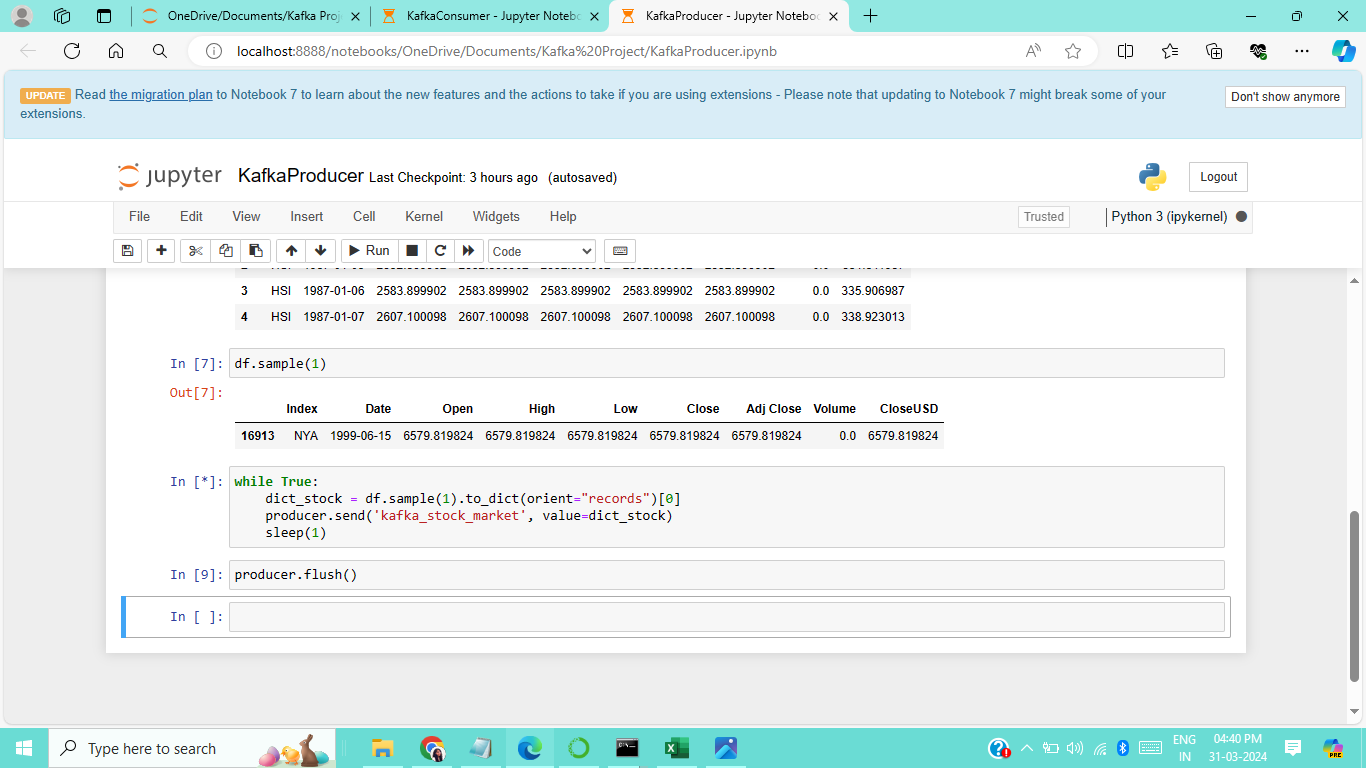 OneDrive/Documents/Kafka Proj
KafkaConsumer - Jupyter Notebo
KafkaProducer - Jupyter Noteboo
localhost:8888/notebooks/OneDrive/Documents/Kafka%20Project/KafkaProducer.ipynb
UPDATE Read the migration plan to Notebook 7 to learn about the new features and the actions to take if you are using extensions - Please note that updating to Notebook 7 might break some of your
extensions.
Don't show anymore
jupyter KafkaProducer Last Checkpoint: 3 hours ago (autosaved)
Logout
File Edit View Insert Cell Kernel Widgets Help
Trusted
Python 3 (ipykernel)
Run
Code
3 HSI 1987-01-06 2583.899902 2583.899902 2583.899902 2583.899902 2583.899902 0.0 335.906987
4 HSI 1987-01-07 2607.100098 2607.100098 2607.100098 2607.100098 2607.100098 0.0 338.923013
In [7]: df.sample(1)
Out[7]:
Index Date Open High Low Close Adj Close Volume CloseUSD
16913 NYA 1999-06-15 6579.819824 6579.819824 6579.819824 6579.819824 6579.819824 0.0 6579.819824
In [*]: while True:
dict_stock = df.sample(1).to_dict(orient="records")[0]
producer.send('kafka_stock_market', value=dict_stock)
sleep(1)
In [9]: producer.flush()
In [ ]:
Type here to search
ENG
IN
04:40 PM
31-03-2024
PRE